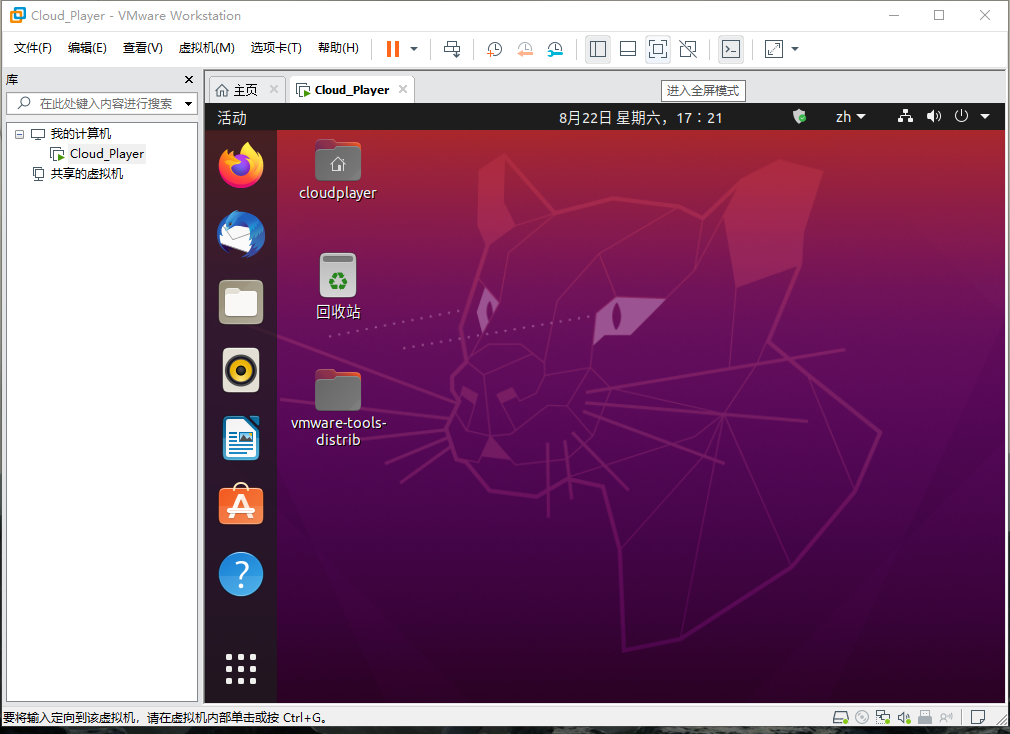 Cloud_Player - VMware Workstation
文件(F) 编辑(E) 查看(V) 虚拟机(M) 选项卡(T) 帮助(H)
库
在此处键入内容进行搜索
我的计算机
Cloud_Player
共享的虚拟机
主页 Cloud_Player
进入全屏模式
活动 8月22日 星期六，17：21 zh
cloudplayer
回收站
vmware-tools-
distrib
要将输入定向到该虚拟机，请在虚拟机内部单击或按 Ctrl+G。